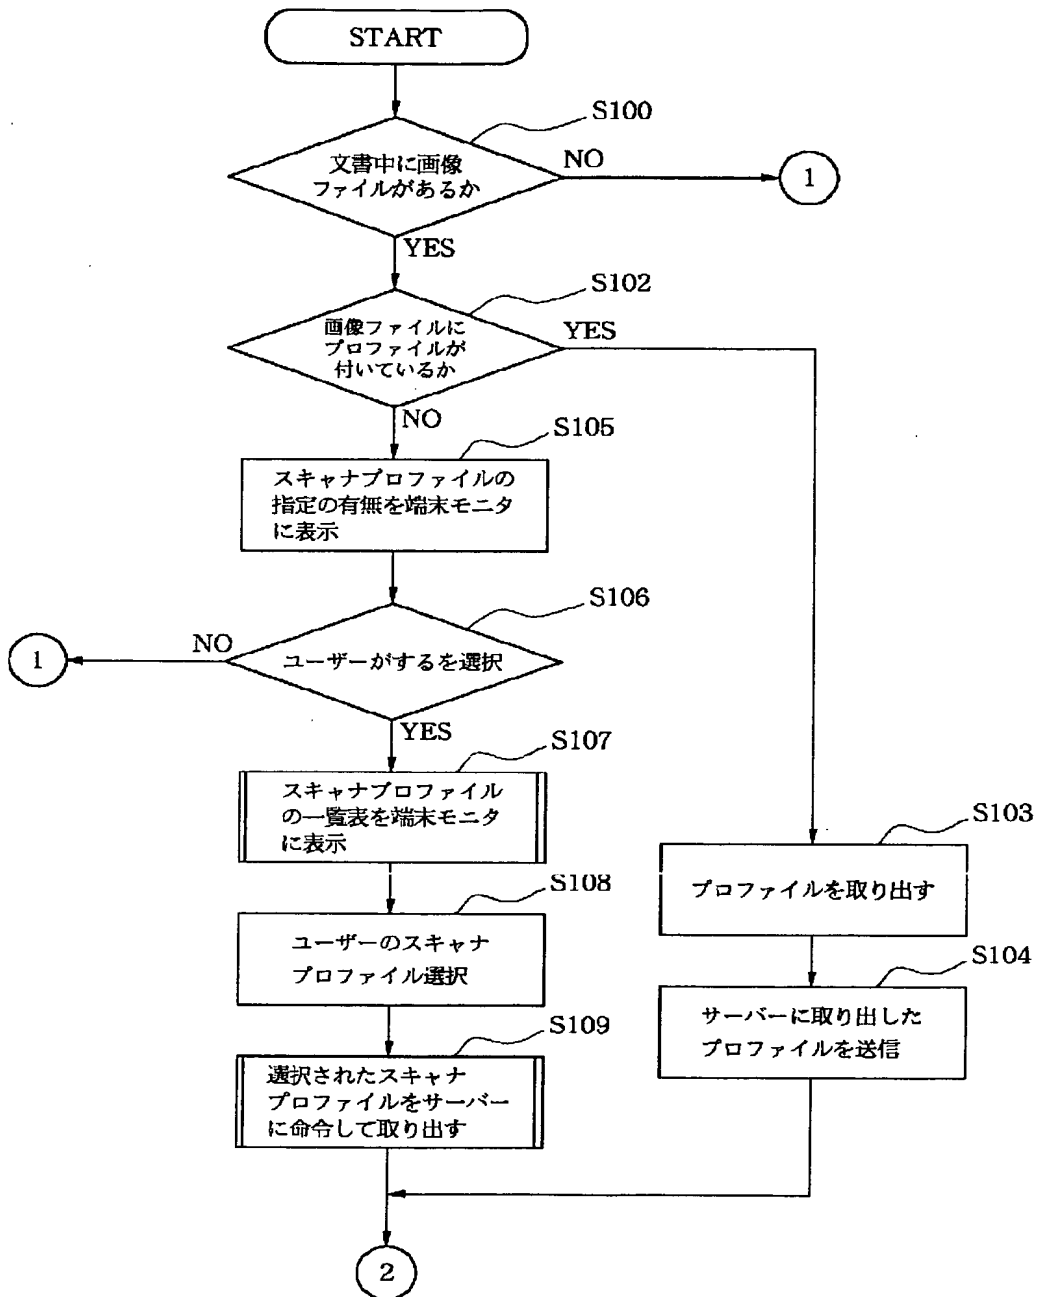 START
S100
文書中に画像
ファイルがあるか
NO
1
YES
S102
画像ファイルに
プロファイルが
付いているか
YES
NO
S105
スキャナプロファイルの
指定の有無を端末モニタ
に表示
S106
ユーザーがするを選択
NO
1
YES
S107
スキャナプロファイル
の一覧表を端末モニタ
に表示
S103
プロファイルを取り出す
S108
ユーザーのスキャナ
プロファイル選択
S104
サーバーに取り出した
プロファイルを送信
S109
選択されたスキャナ
プロファイルをサーバー
に命令して取り出す
2